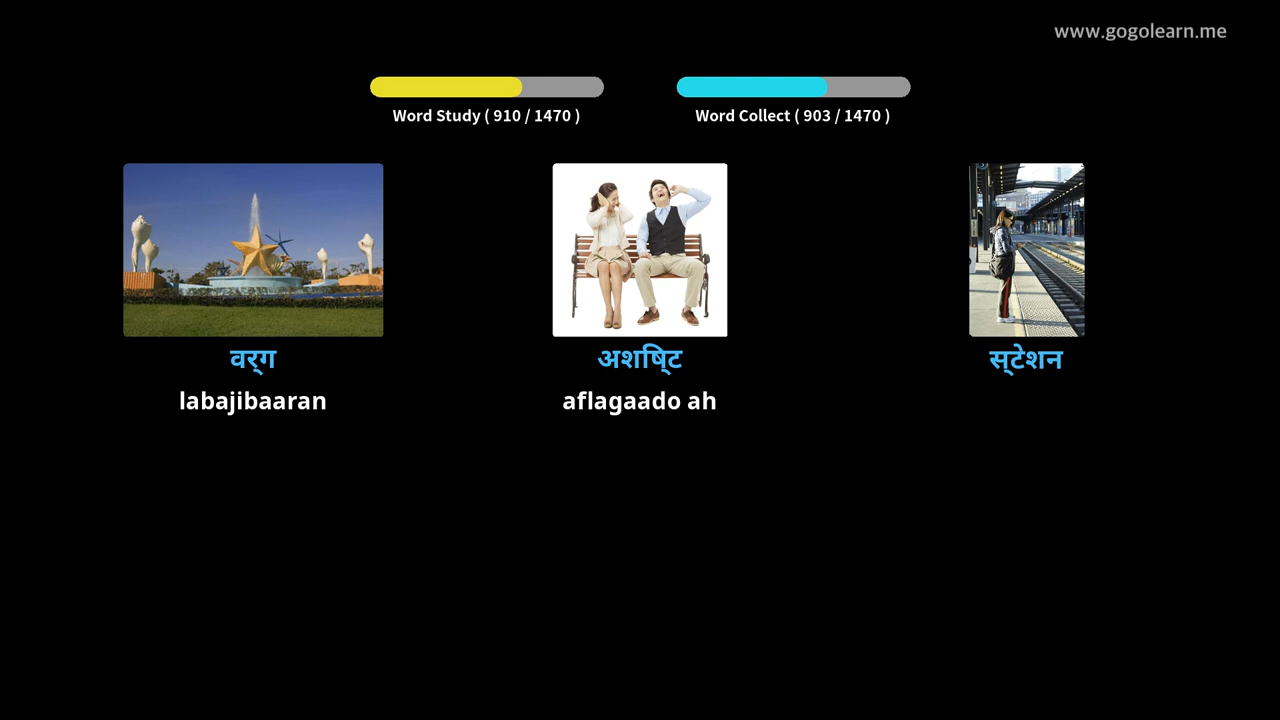 www.gogolearn.me
Word Study ( 910 / 1470 )
Word Collect ( 903 / 1470 )
वर्ग
अशिष्ट
स्टेशन
labajibaaran
aflagaado ah